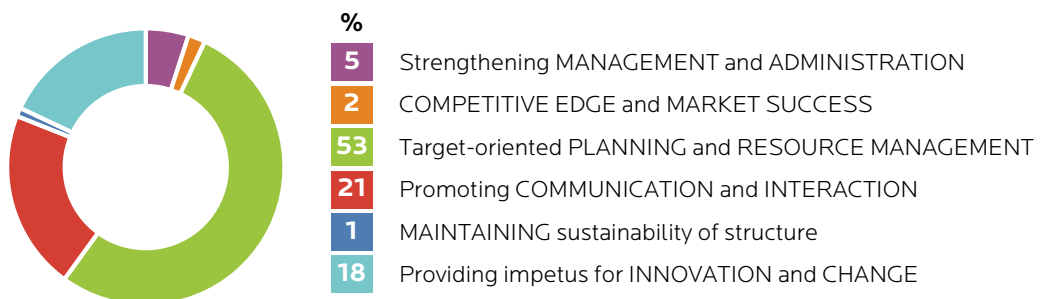 %
5 Strengthening MANAGEMENT and ADMINISTRATION
2 COMPETITIVE EDGE and MARKET SUCCESS
53 Target-oriented PLANNING and RESOURCE MANAGEMENT
21 Promoting COMMUNICATION and INTERACTION
1 MAINTAINING sustainability of structure
18 Providing impetus for INNOVATION and CHANGE